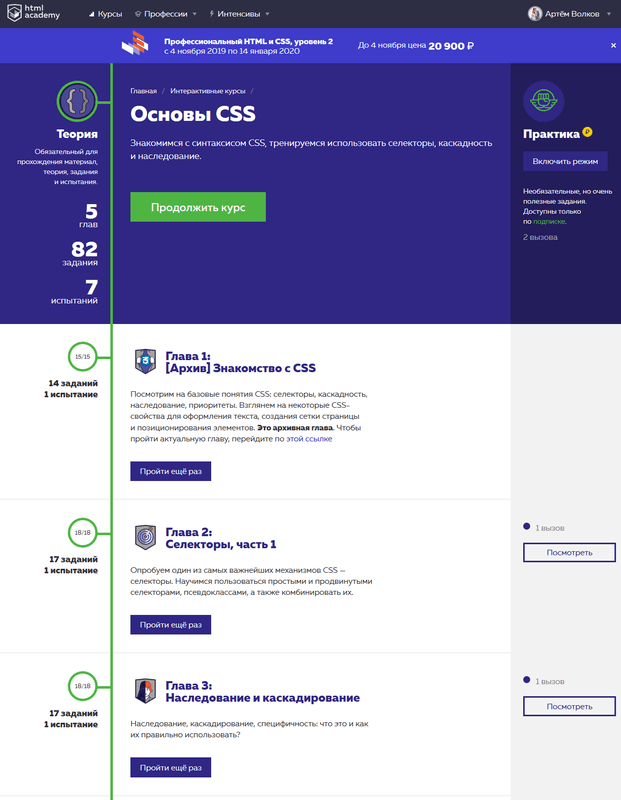 html
academy
Курсы
Профессии
Интенсивы
Артём Волков
Профессиональный HTML и CSS, уровень 2
с 4 ноября 2019 по 14 января 2020
До 4 ноября цена 20 900 ₽
×
Теория
Обязательный для
прохождения материал,
теория, задания
и испытания.
5
глав
82
задания
7
испытаний
Главная / Интерактивные курсы /
Основы CSS
Знакомимся с синтаксисом CSS, тренируемся использовать селекторы, каскадность
и наследование.
Продолжить курс
Практика ₽
Включить режим
Необязательные, но очень
полезные задания.
Доступны только
по подписке.
2 вызова
15/15
14 заданий
1 испытание
Глава 1:
[Архив] Знакомство с CSS
Посмотрим на базовые понятия CSS: селекторы, каскадность,
наследование, приоритеты. Взглянем на некоторые CSS-
свойства для оформления текста, создания сетки страницы
и позиционирования элементов. Это архивная глава. Чтобы
пройти актуальную главу, перейдите по этой ссылке
Пройти ещё раз
18/18
17 заданий
1 испытание
Глава 2:
Селекторы, часть 1
Опробуем один из самых важнейших механизмов CSS —
селекторы. Научимся пользоваться простыми и продвинутыми
селекторами, псевдоклассами, а также комбинировать их.
Пройти ещё раз
1 вызов
Посмотреть
18/18
17 заданий
1 испытание
Глава 3:
Наследование и каскадирование
Наследование, каскадирование, специфичность: что это и как
их правильно использовать?
Пройти ещё раз
1 вызов
Посмотреть